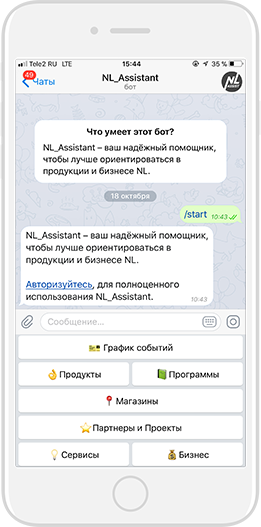 Tele2 RU LTE 15:44 35 %
49
Чаты
NL_Assistant
бот
NL
Что умеет этот бот?
NL_Assistant – ваш надёжный помощник,
чтобы лучше ориентироваться в
продукции и бизнесе NL.
18 октября
/start 10:43
NL_Assistant – ваш надёжный помощник,
чтобы лучше ориентироваться в
продукции и бизнесе NL.
Авторизуйтесь, для полноценного
использования NL_Assistant. 10:43
Сообщение...
График событий
Продукты
Программы
Магазины
Партнеры и Проекты
Сервисы
Бизнес